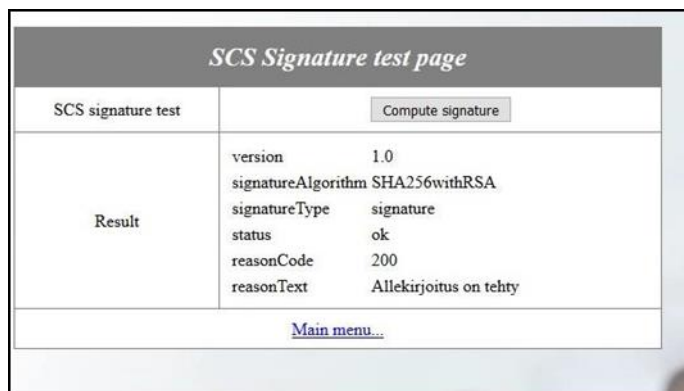 SCS Signature test page
SCS signature test Compute signature
Result
version 1.0
signatureAlgorithm SHA256withRSA
signatureType signature
status ok
reasonCode 200
reasonText Allekirjoitus on tehty
Main menu...